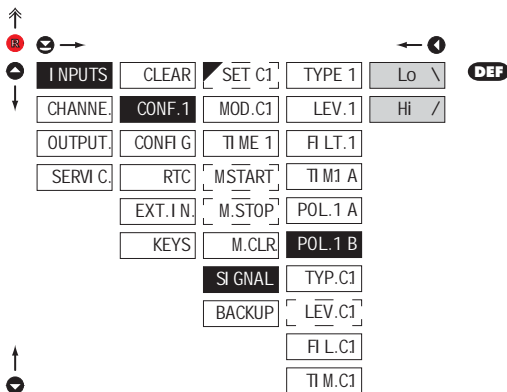 R
INPUTS CLEAR SET C1 TYPE 1 Lo \ DEF
CHANNE. CONF.1 MOD.C1 LEV.1 Hi /
OUTPUT. CONFIG TIME 1 FILT.1
SERVIC. RTC MSTART TIM1 A
EXT.IN. M.STOP POL.1 A
KEYS M.CLR. POL.1 B
SIGNAL TYP.C1
BACKUP LEV.C1
FIL.C1
TIM.C1